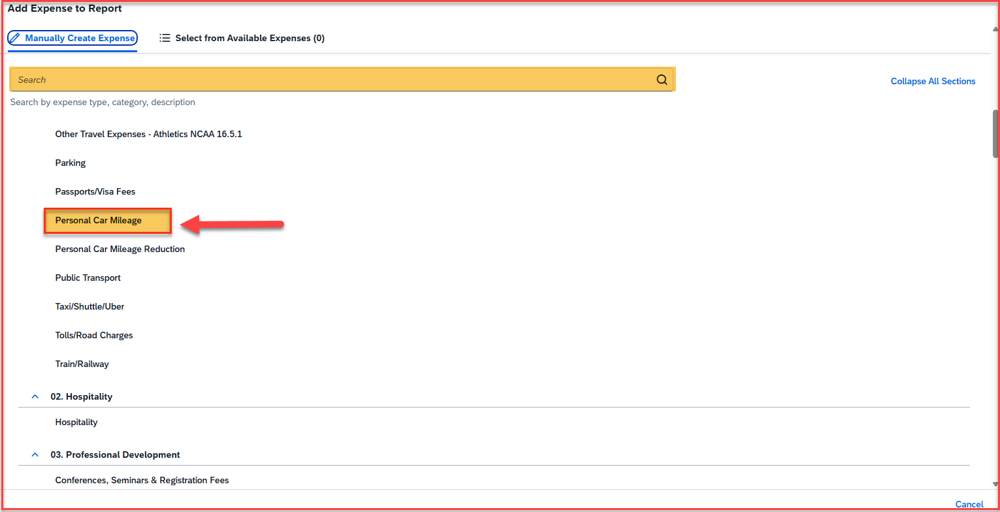 Add Expense to Report
Manually Create Expense
Select from Available Expenses (0)
Search
Collapse All Sections
Search by expense type, category, description
Other Travel Expenses - Athletics NCAA 16.5.1
Parking
Passports/Visa Fees
Personal Car Mileage
Personal Car Mileage Reduction
Public Transport
Taxi/Shuttle/Uber
Tolls/Road Charges
Train/Railway
02. Hospitality
Hospitality
03. Professional Development
Conferences, Seminars & Registration Fees
Cancel